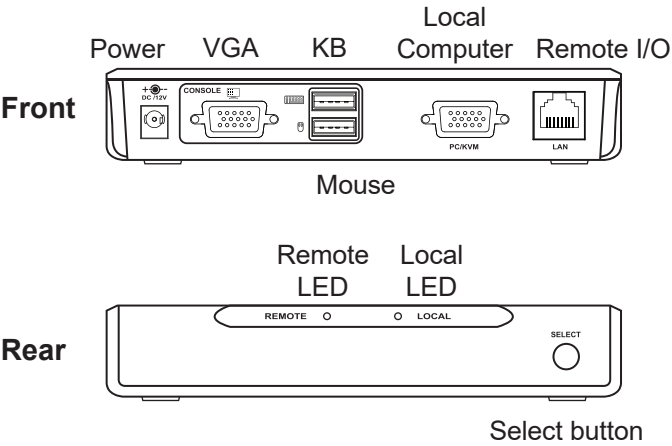 Local
Power VGA KB Computer Remote I/O
Front
DC /12V
CONSOLE
PC/KVM
LAN
Mouse
Remote Local
LED LED
REMOTE LOCAL
Rear
SELECT
Select button